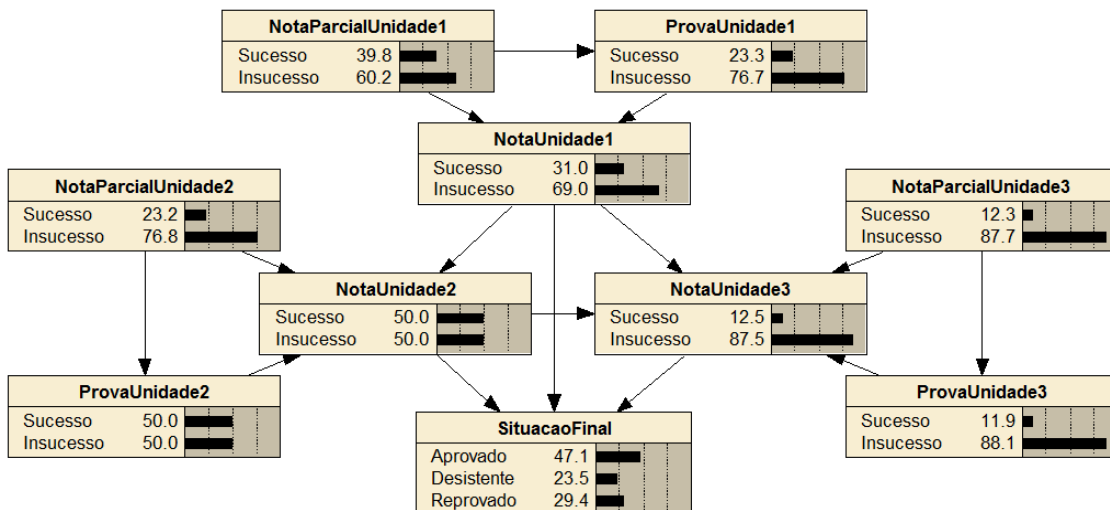 NotaParcialUnidade1
Sucesso 39.8
Insucesso 60.2
ProvaUnidade1
Sucesso 23.3
Insucesso 76.7
NotaUnidade1
Sucesso 31.0
Insucesso 69.0
NotaParcialUnidade2
Sucesso 23.2
Insucesso 76.8
NotaParcialUnidade3
Sucesso 12.3
Insucesso 87.7
NotaUnidade2
Sucesso 50.0
Insucesso 50.0
NotaUnidade3
Sucesso 12.5
Insucesso 87.5
ProvaUnidade2
Sucesso 50.0
Insucesso 50.0
ProvaUnidade3
Sucesso 11.9
Insucesso 88.1
SituacaoFinal
Aprovado 47.1
Desistente 23.5
Reprovado 29.4